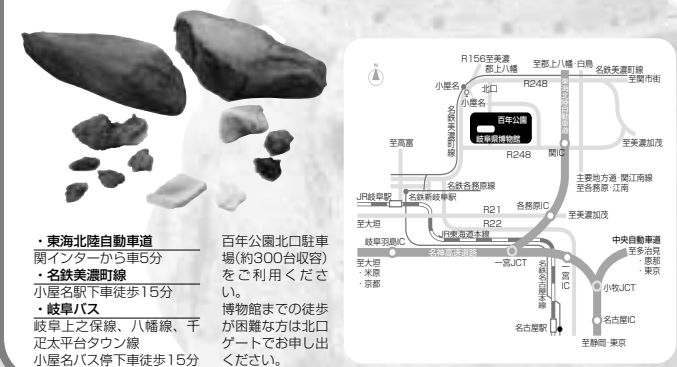 ・東海北陸自動車道
関インターから車5分
・名鉄美濃町線
小屋名駅下車徒歩15分
・岐阜バス
岐阜上之保線、八幡線、千
疋太平台タウン線
小屋名バス停下車徒歩15分
百年公園北口駐車
場(約300台収容)
をご利用くださ
い。
博物館までの徒歩
が困難な方は北口
ゲートでお申し出
ください。
N
R156至美濃
郡上八幡
至郡上八幡・白鳥
名鉄美濃町線
至関市街
小屋名
北口
R248
小屋名
東海北陸自動車道
百年公園
岐阜県博物館
名鉄美濃町線
至高富
R248
関IC
至美濃加茂
主要地方道・関江南線
至各務原・江南
名鉄各務原線
JR岐阜駅
名鉄新岐阜駅
各務原IC
R21
至美濃加茂
至大垣
R22
岐阜羽島IC
JR東海道本線
中央自動車道
名神高速道路
至多治見
・恵那
・東京
至大垣
・米原
・京都
一宮JCT
一宮IC
名鉄名古屋本線
小牧JCT
名古屋IC
名古屋駅
至静岡・東京